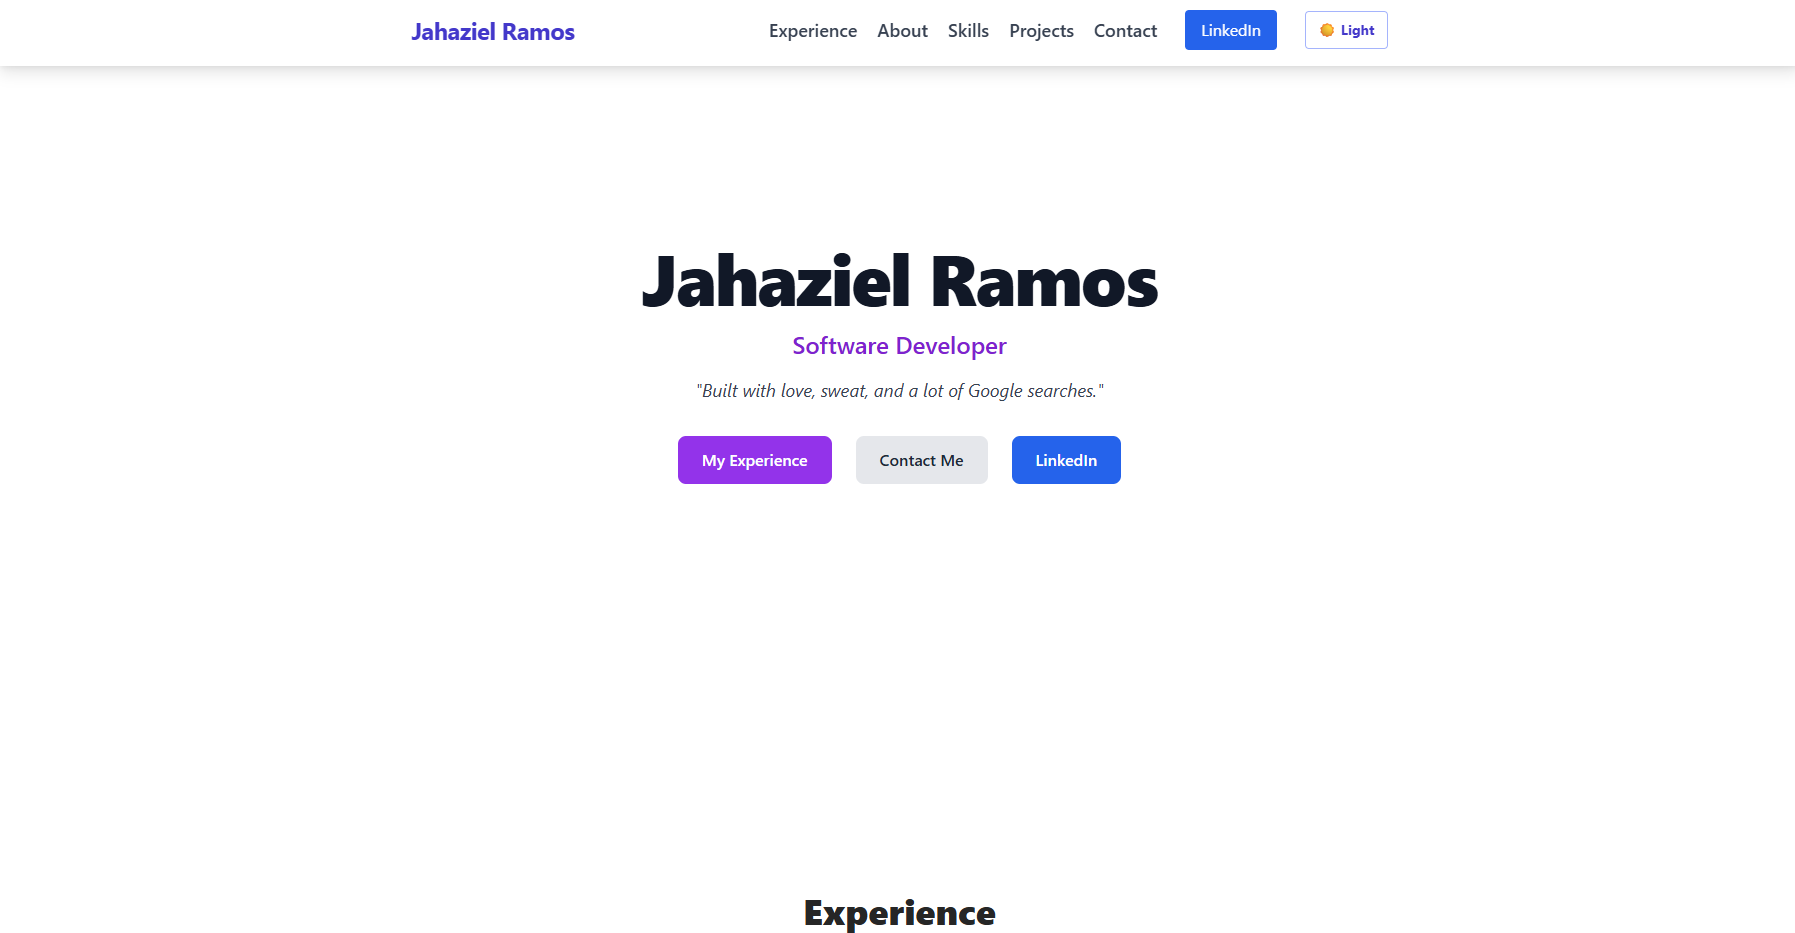 Jahaziel Ramos
Experience About Skills Projects Contact LinkedIn Light
Jahaziel Ramos
Software Developer
"Built with love, sweat, and a lot of Google searches."
My Experience Contact Me LinkedIn
Experience